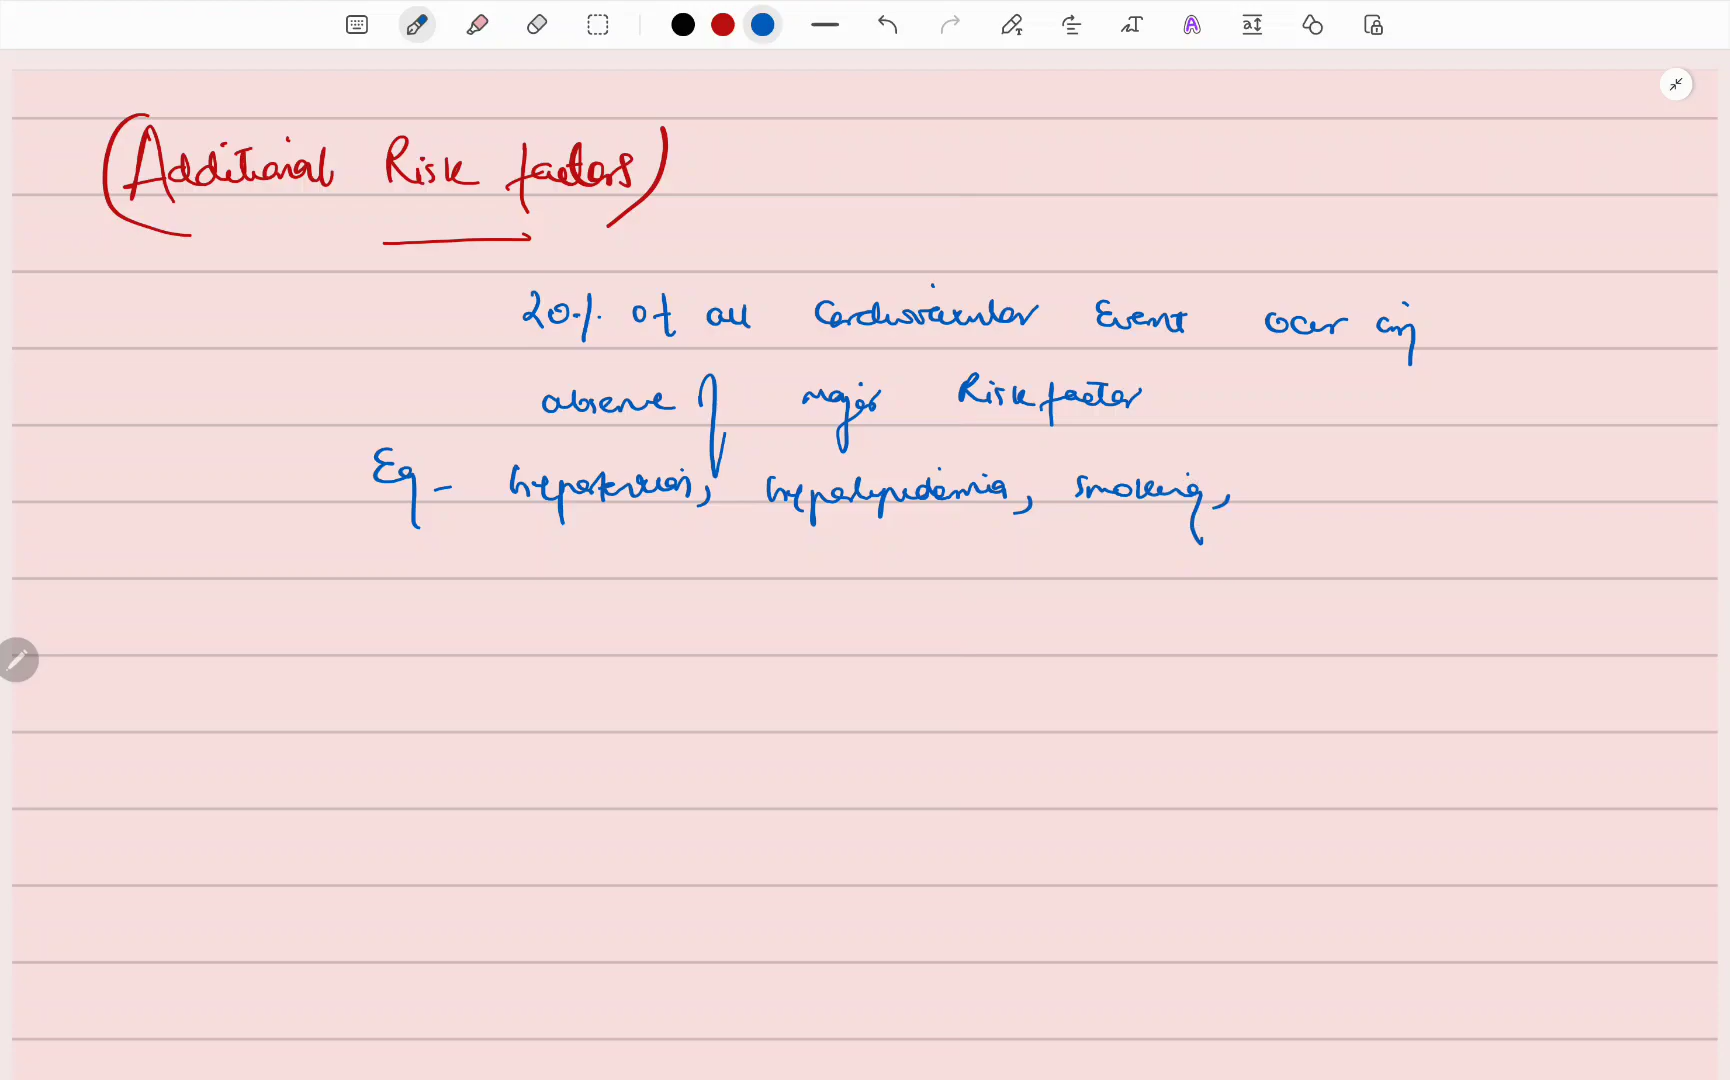 (Additional Risk factors)
20% of all Cardiovascular Event occur in
absence of major Risk factor
Eg - hypertension, hyperlipidemia, smoking,